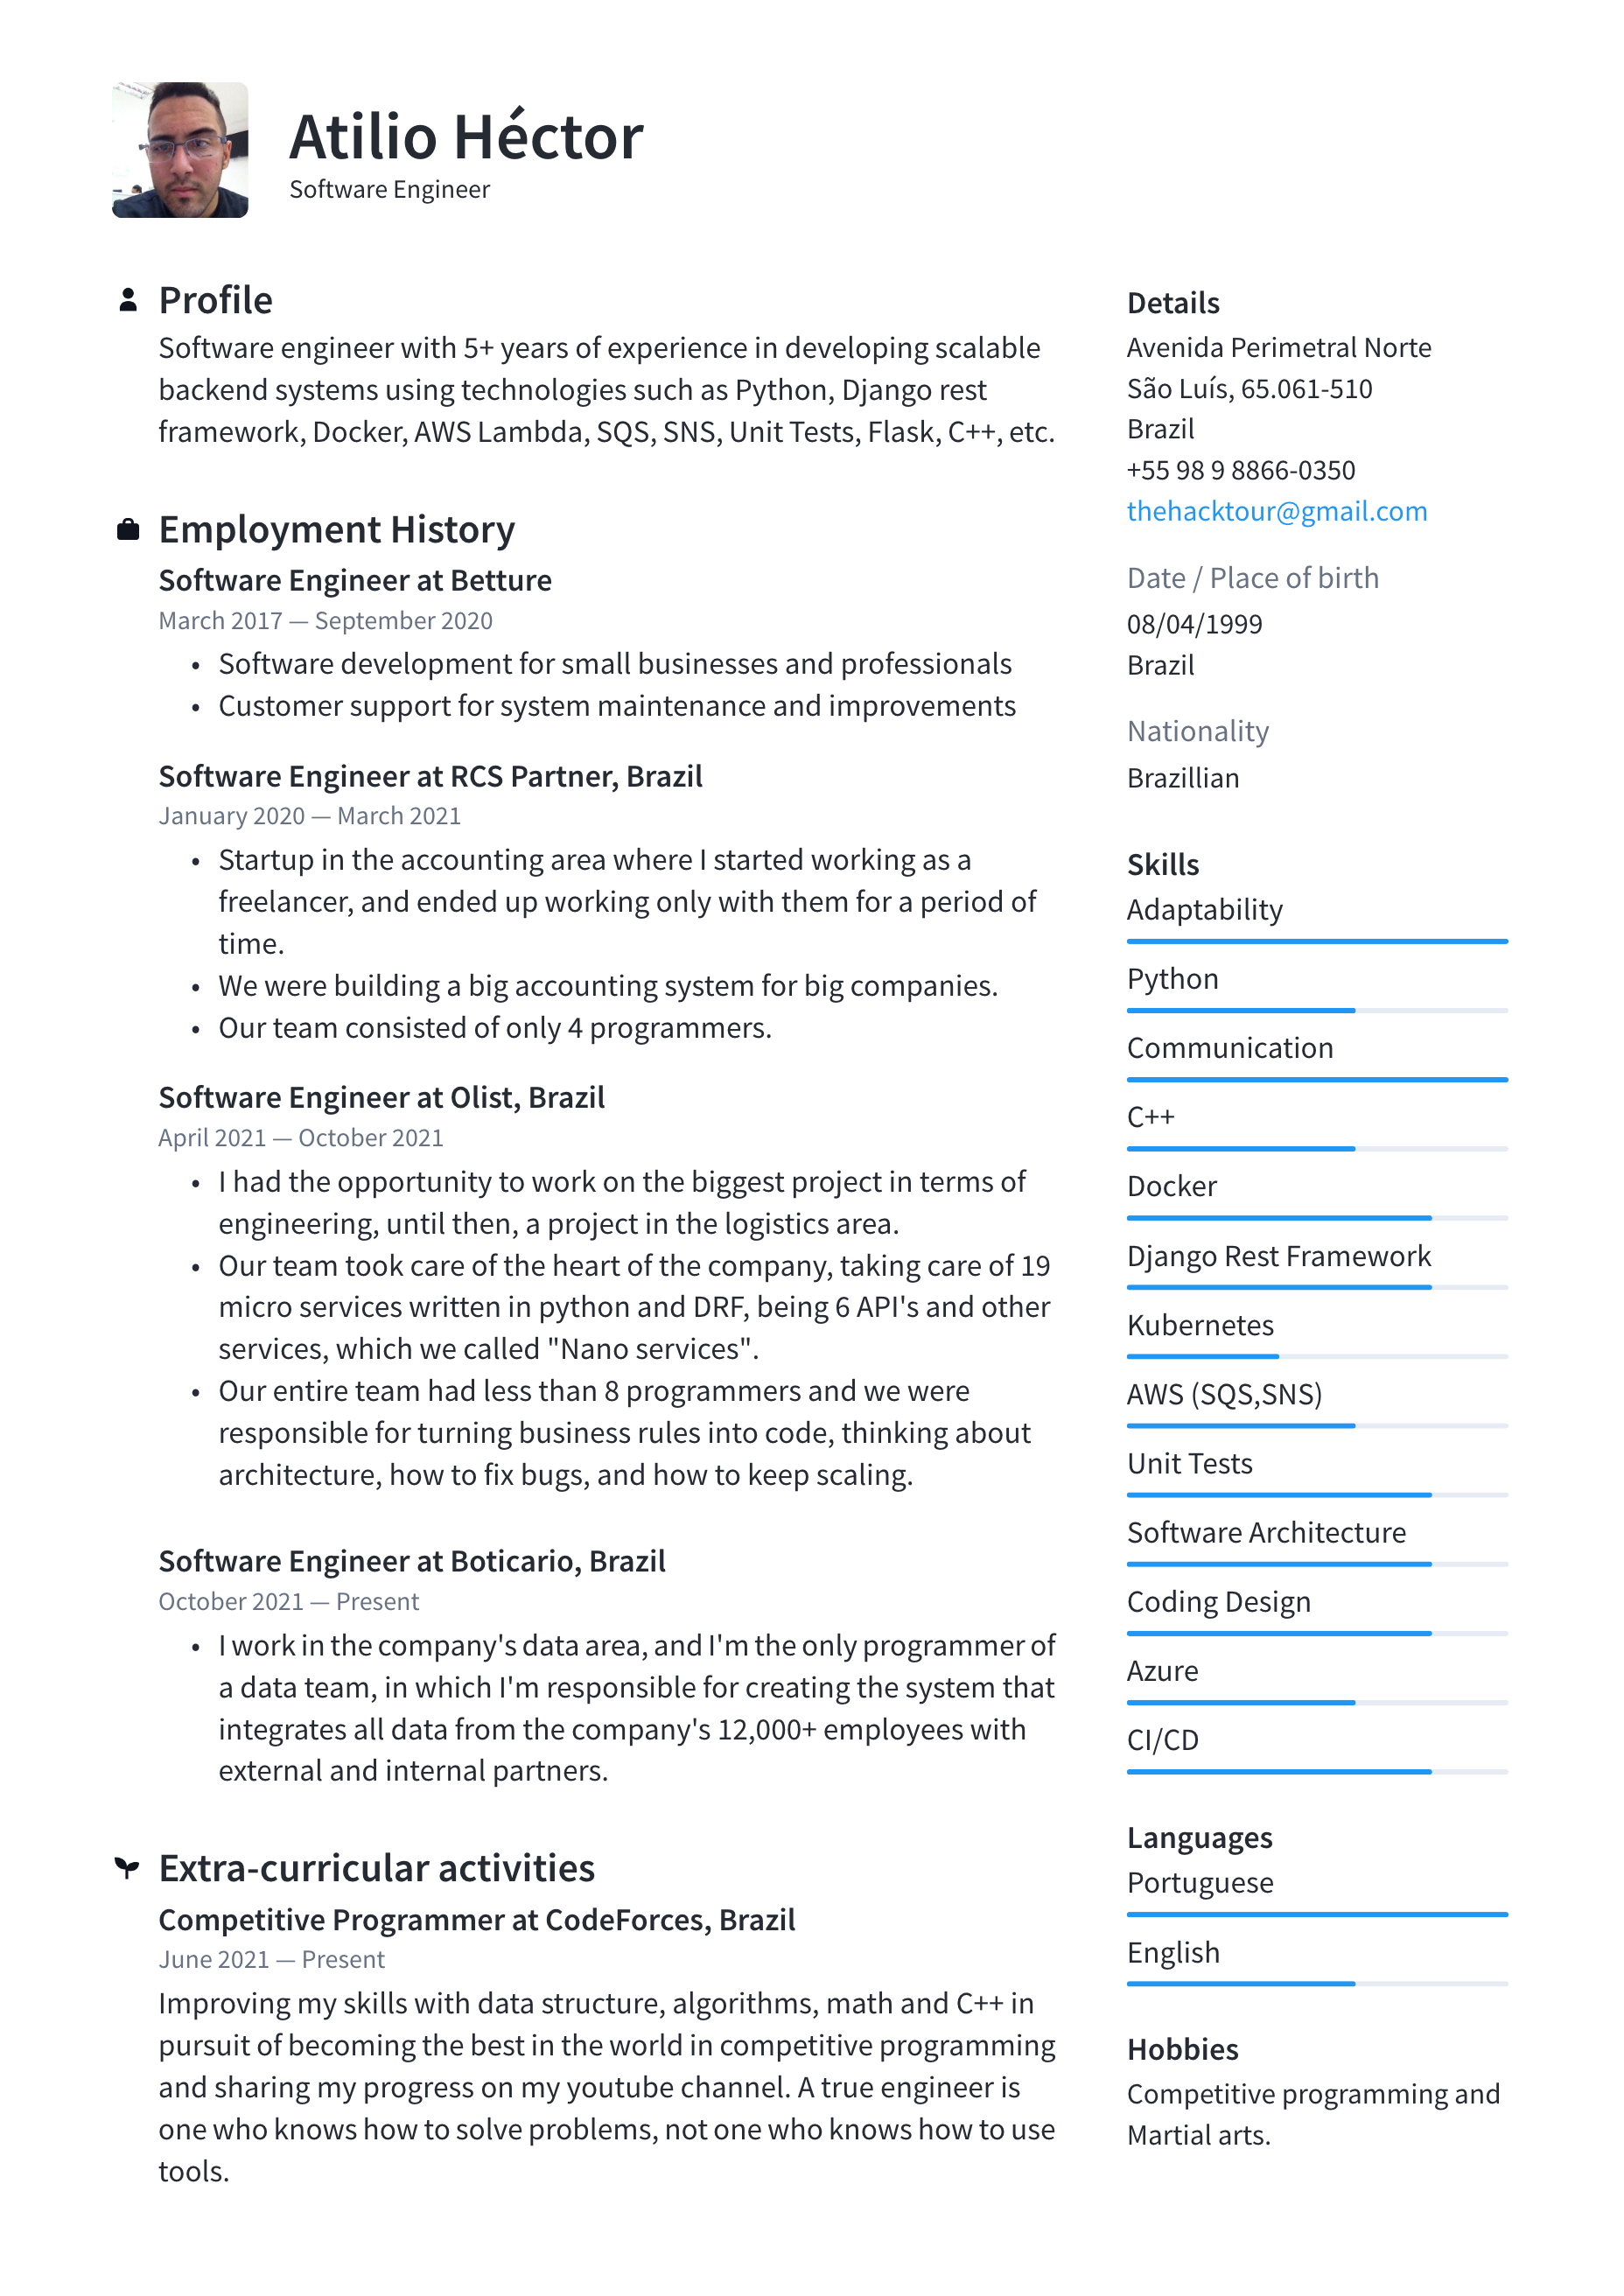 Atilio Héctor
Software Engineer
Profile
Software engineer with 5+ years of experience in developing scalable
backend systems using technologies such as Python, Django rest
framework, Docker, AWS Lambda, SQS, SNS, Unit Tests, Flask, C++, etc.
Employment History
Software Engineer at Betture
March 2017 — September 2020
• Software development for small businesses and professionals
• Customer support for system maintenance and improvements
Software Engineer at RCS Partner, Brazil
January 2020 — March 2021
• Startup in the accounting area where I started working as a
freelancer, and ended up working only with them for a period of
time.
• We were building a big accounting system for big companies.
• Our team consisted of only 4 programmers.
Software Engineer at Olist, Brazil
April 2021 — October 2021
• I had the opportunity to work on the biggest project in terms of
engineering, until then, a project in the logistics area.
• Our team took care of the heart of the company, taking care of 19
micro services written in python and DRF, being 6 API's and other
services, which we called "Nano services".
• Our entire team had less than 8 programmers and we were
responsible for turning business rules into code, thinking about
architecture, how to fix bugs, and how to keep scaling.
Software Engineer at Boticario, Brazil
October 2021 — Present
• I work in the company's data area, and I'm the only programmer of
a data team, in which I'm responsible for creating the system that
integrates all data from the company's 12,000+ employees with
external and internal partners.
Extra-curricular activities
Competitive Programmer at CodeForces, Brazil
June 2021 — Present
Improving my skills with data structure, algorithms, math and C++ in
pursuit of becoming the best in the world in competitive programming
and sharing my progress on my youtube channel. A true engineer is
one who knows how to solve problems, not one who knows how to use
tools.
Details
Avenida Perimetral Norte
São Luís, 65.061-510
Brazil
+55 98 9 8866-0350
thehacktour@gmail.com
Date / Place of birth
08/04/1999
Brazil
Nationality
Brazillian
Skills
Adaptability
Python
Communication
C++
Docker
Django Rest Framework
Kubernetes
AWS (SQS,SNS)
Unit Tests
Software Architecture
Coding Design
Azure
CI/CD
Languages
Portuguese
English
Hobbies
Competitive programming and
Martial arts.